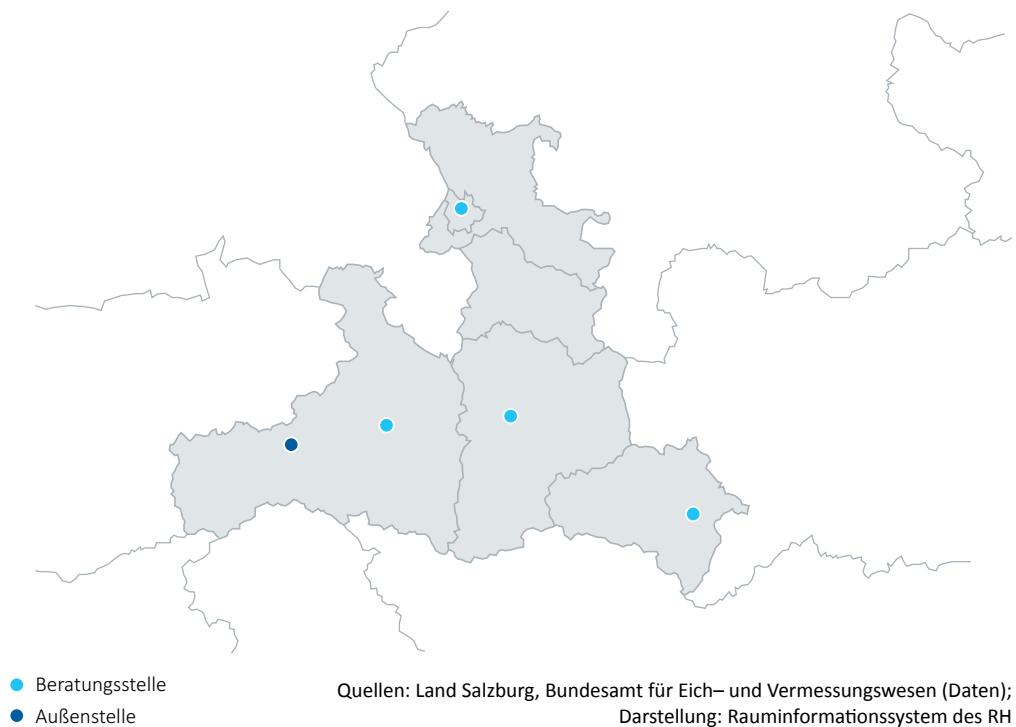 Beratungsstelle
Außenstelle
Quellen: Land Salzburg, Bundesamt für Eich– und Vermessungswesen (Daten);
Darstellung: Rauminformationssystem des RH